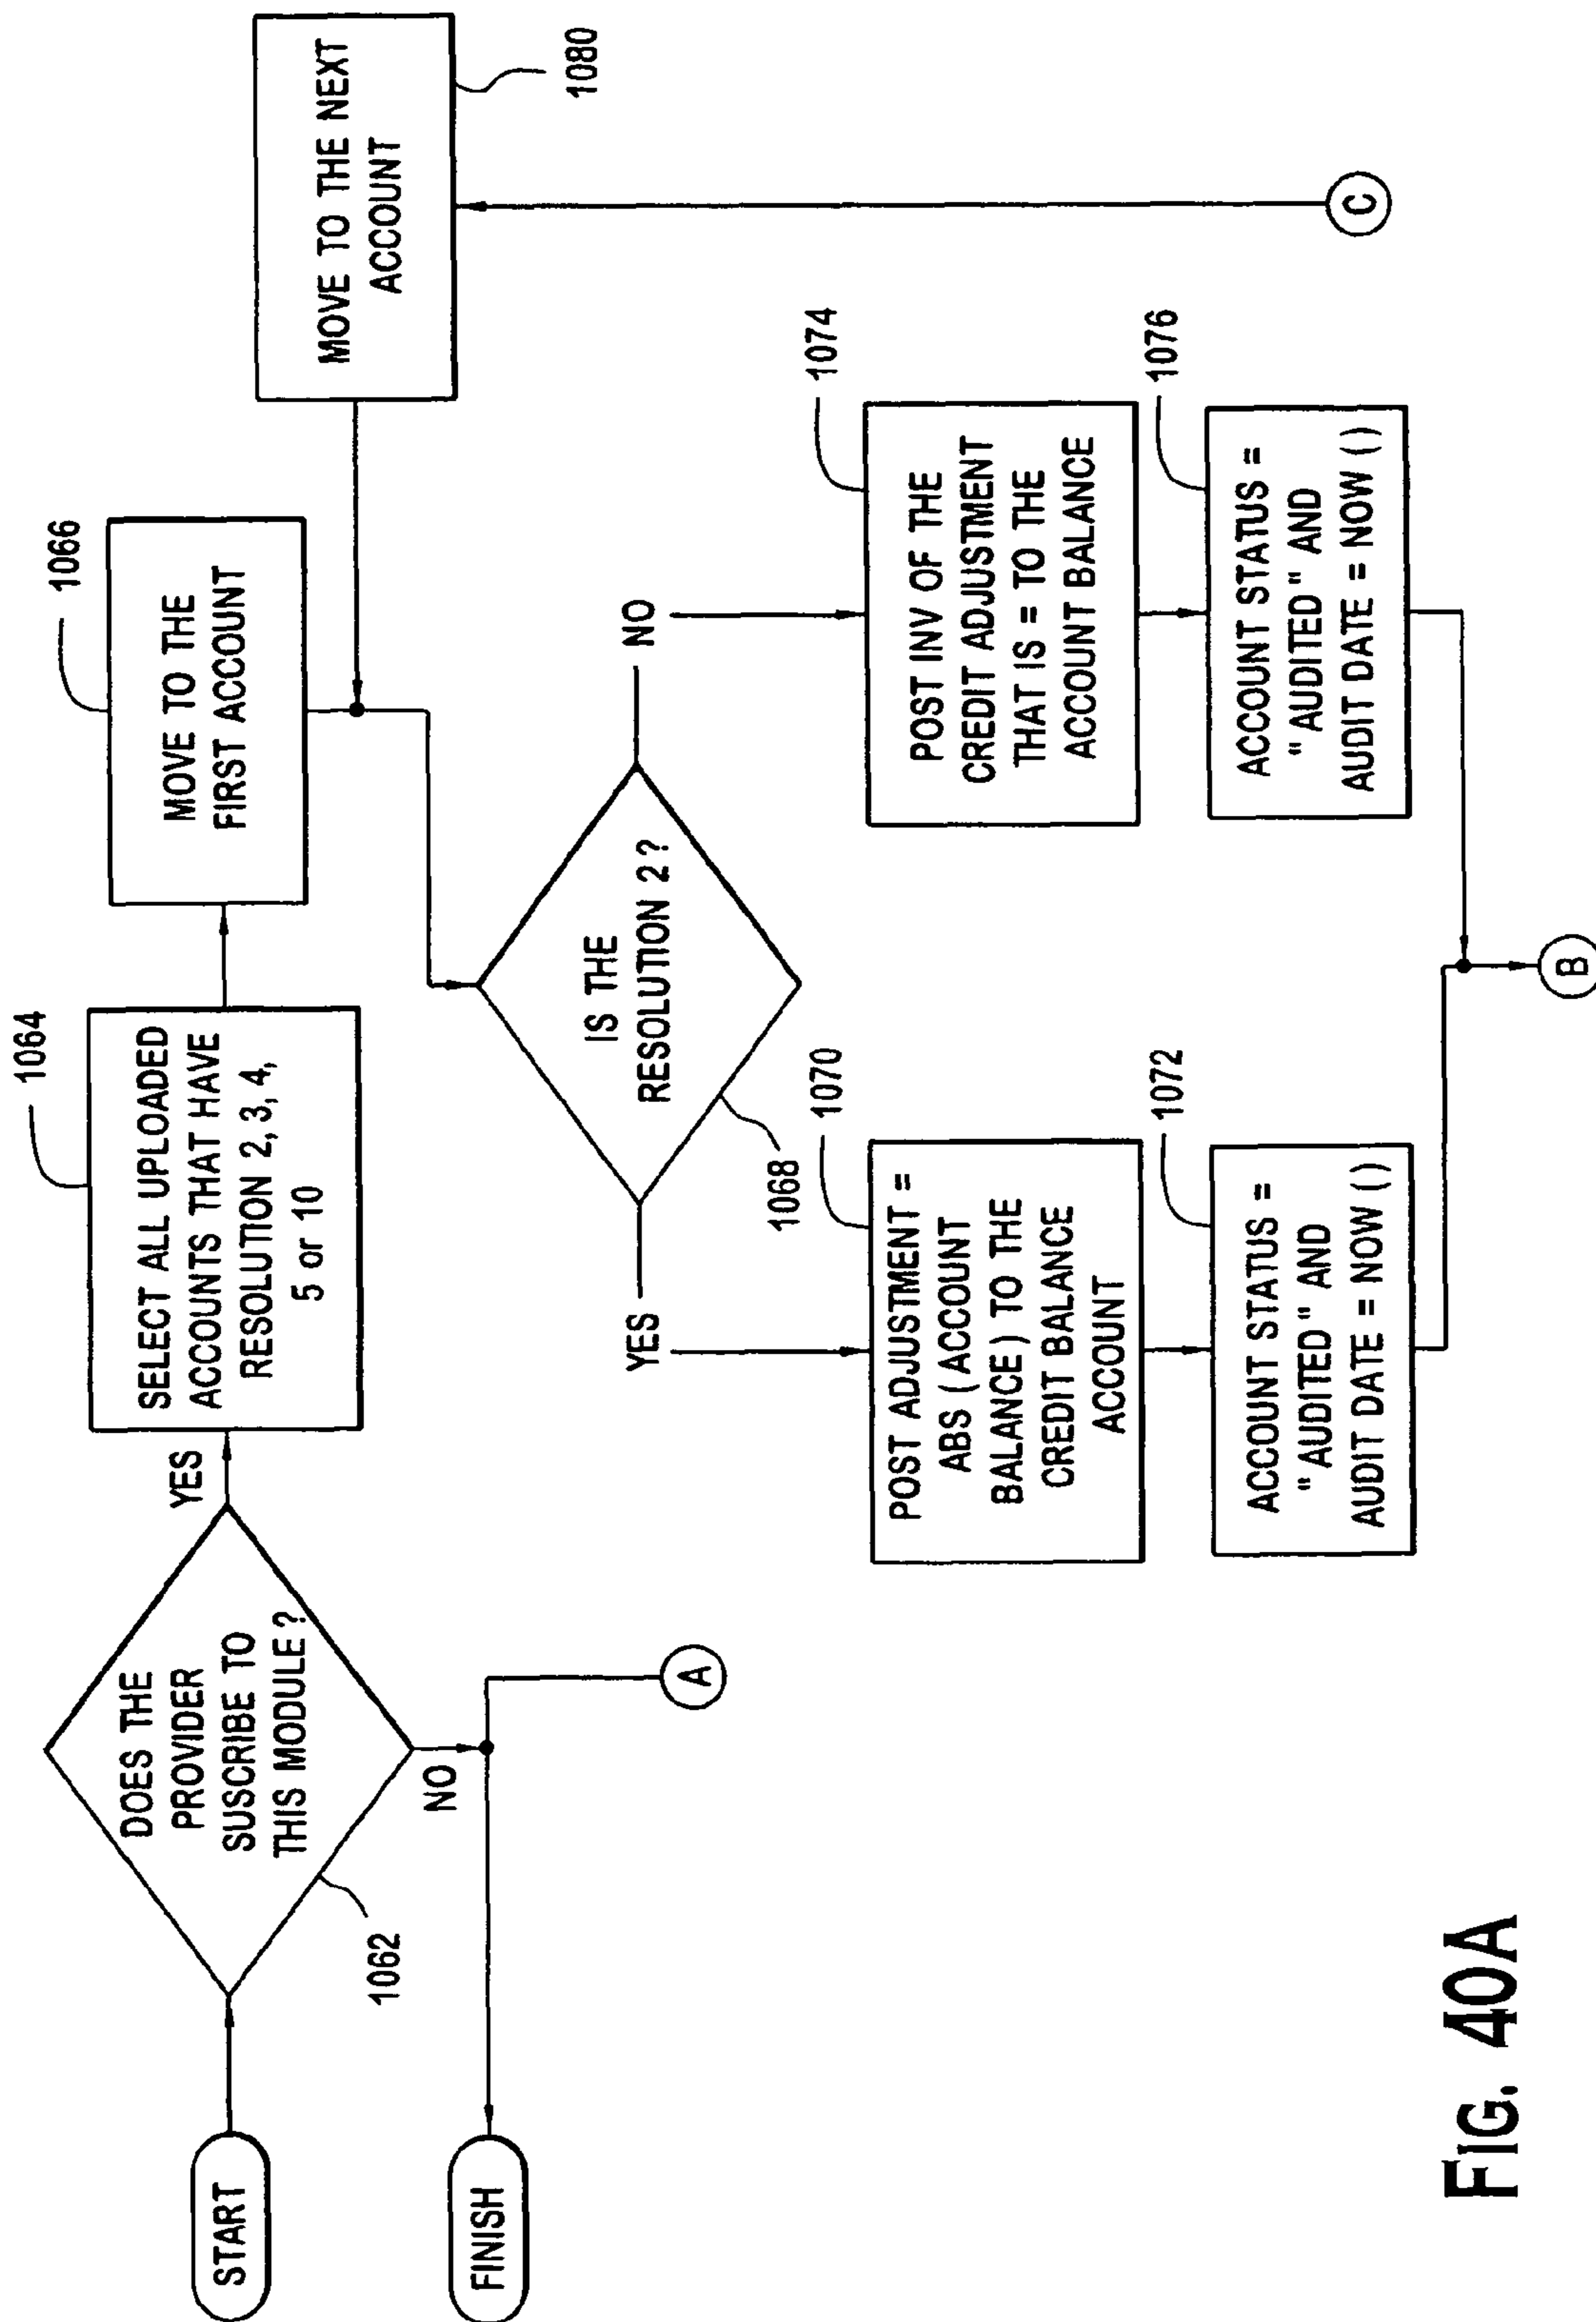 START
DOES THE
PROVIDER
SUSCRIBE TO
THIS MODULE?
1062
YES
NO
FINISH
A
1064
SELECT ALL UPLOADED
ACCOUNTS THAT HAVE
RESOLUTION 2, 3, 4,
5 or 10
1066
MOVE TO THE
FIRST ACCOUNT
MOVE TO THE NEXT
ACCOUNT
1080
C
IS THE
RESOLUTION 2?
1068
YES
NO
1070
POST ADJUSTMENT =
ABS (ACCOUNT
BALANCE) TO THE
CREDIT BALANCE
ACCOUNT
1072
ACCOUNT STATUS =
" AUDITED" AND
AUDIT DATE = NOW ()
1074
POST INV OF THE
CREDIT ADJUSTMENT
THAT IS = TO THE
ACCOUNT BALANCE
1076
ACCOUNT STATUS =
" AUDITED" AND
AUDIT DATE = NOW ()
B
FIG. 40A